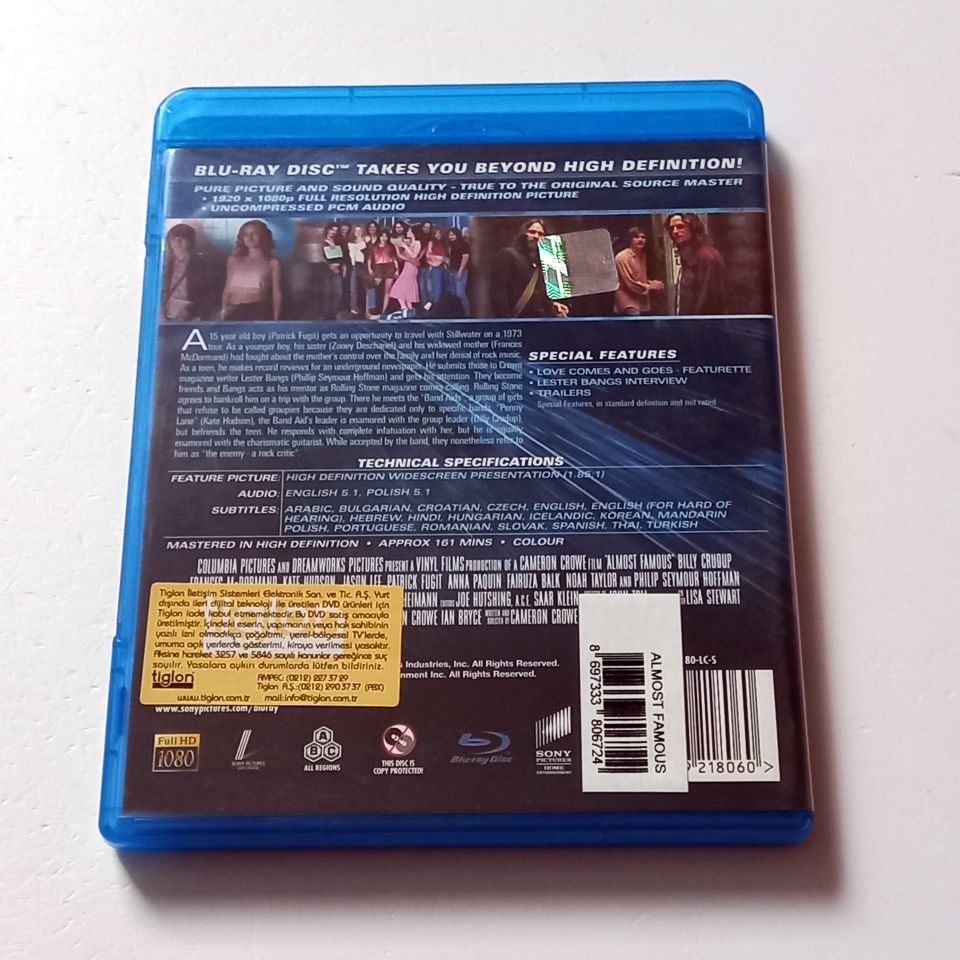 BLU-RAY DISC™ TAKES YOU BEYOND HIGH DEFINITION!
PURE PICTURE AND SOUND QUALITY - TRUE TO THE ORIGINAL SOURCE MASTER
• 1920 x 1080p FULL RESOLUTION HIGH DEFINITION PICTURE
• UNCOMPRESSED PCM AUDIO
A 15 year old boy (Patrick Fugit) gets an opportunity to travel with Stillwater on a 1973
tour. As a younger boy, his sister (Zooey Deschanel) and his widowed mother (Frances
McDormand) had fought about the mother's control over the family and her denial of rock music.
As a teen, he makes record reviews for an underground newspaper. He submits those to Creem
magazine writer Lester Bangs (Phillip Seymour Hoffman) and gets his attention. They become
friends and Bangs acts as his mentor as Rolling Stone magazine comes calling. Rolling Stone
agrees to bankroll him on a trip with the group. There he meets the "Band Aids", a group of girls
that refuse to be called groupies because they are dedicated only to specific bands. "Penny
Lane" (Kate Hudson), the Band Aid's leader is enamored with the group leader (Billy Crudup),
but befriends the teen. He responds with complete infatuation with her, but he is equally
enamored with the charismatic guitarist. While accepted by the band, they nonetheless refer to
him as "the enemy - a rock critic"
SPECIAL FEATURES
• LOVE COMES AND GOES - FEATURETTE
• LESTER BANGS INTERVIEW
• TRAILERS
Special Features, in standard definition and not rated
TECHNICAL SPECIFICATIONS
FEATURE PICTURE: HIGH DEFINITION WIDESCREEN PRESENTATION (1.85:1)
AUDIO: ENGLISH 5.1, POLISH 5.1
SUBTITLES: ARABIC, BULGARIAN, CROATIAN, CZECH, ENGLISH, ENGLISH (FOR HARD OF
HEARING), HEBREW, HINDI, HUNGARIAN, ICELANDIC, KOREAN, MANDARIN
POLISH, PORTUGUESE, ROMANIAN, SLOVAK, SPANISH, THAI, TURKISH
MASTERED IN HIGH DEFINITION • APPROX 161 MINS • COLOUR
COLUMBIA PICTURES AND DREAMWORKS PICTURES PRESENT A VINYL FILMS PRODUCTION OF A CAMERON CROWE FILM "ALMOST FAMOUS" BILLY CRUDUP
FRANCES McDORMAND KATE HUDSON JASON LEE PATRICK FUGIT ANNA PAQUIN FAIRUZA BALK NOAH TAYLOR AND PHILIP SEYMOUR HOFFMAN
HEIMANN EDITORS JOE HUTSHING, A.C.E. SAAR KLEIN LISA STEWART
CROWE IAN BRYCE WRITTEN AND DIRECTED BY CAMERON CROWE
s Industries, Inc. All Rights Reserved.
nment Inc. All Rights Reserved.
Tiglon İletişim Sistemleri Elektronik San. ve Tic. A.Ş. Yurt
dışında ileri dijital teknoloji ile üretilen DVD ürünleri için
Tiglon iade kabul etmemektedir. Bu DVD satış amacıyla
üretilmiştir. İçindeki eserin, yapımcının veya hak sahibinin
yazılı izni olmadıkça çoğaltımı, yerel-bölgesel TV'lerde,
umuma açık yerlerde gösterimi, kiraya verilmesi yasaktır.
Aksine hareket 3257 ve 5846 sayılı kanunlar gereğince suç
sayılır. Yasalara aykırı durumlarda lütfen bildiriniz.
tiglon
AMPEC: (0212) 227 37 29
Tiglon A.Ş.:(0212) 290 37 37 (PBX)
www.tiglon.com.tr mail:info@tiglon.com.tr
www.sonypictures.com/bluray
Full HD
1080
SONY PICTURES
ABC
ALL REGIONS
THIS DISC IS
COPY PROTECTED!
Blu-ray Disc
SONY
PICTURES
HOME
ENTERTAINMENT
ALMOST FAMOUS
8 697333 806724
80-LC-S
218060 >